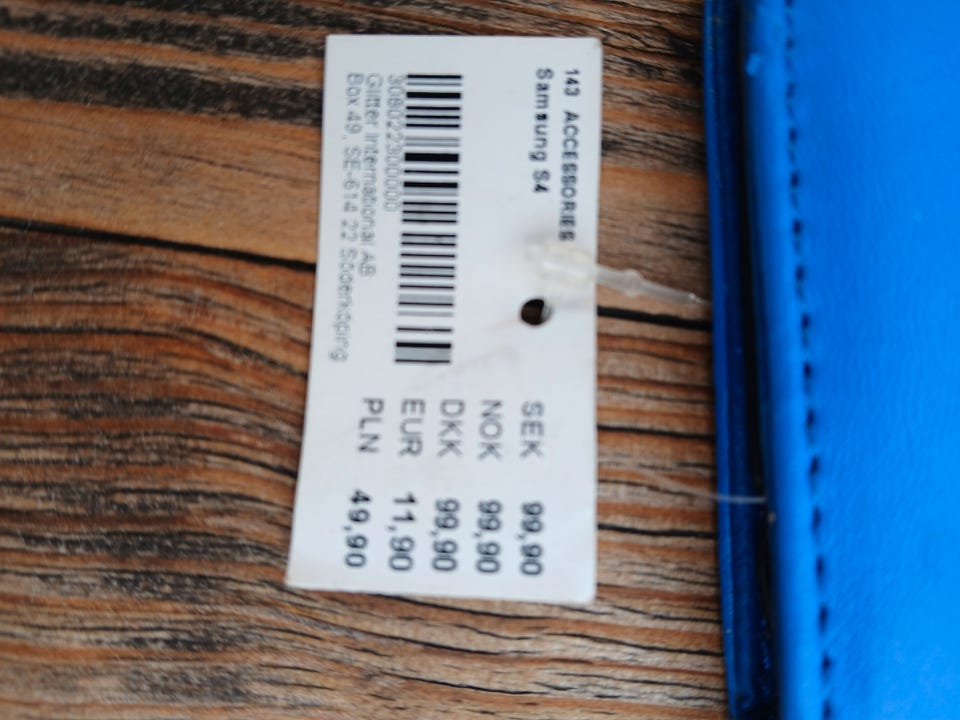 143 ACCESSORIES
Samsung S4
3080223000000
Glitter International AB
Box 49, SE-614 22 Söderköping
SEK 99,90
NOK 99,90
DKK 99,90
EUR 11,90
PLN 49,90